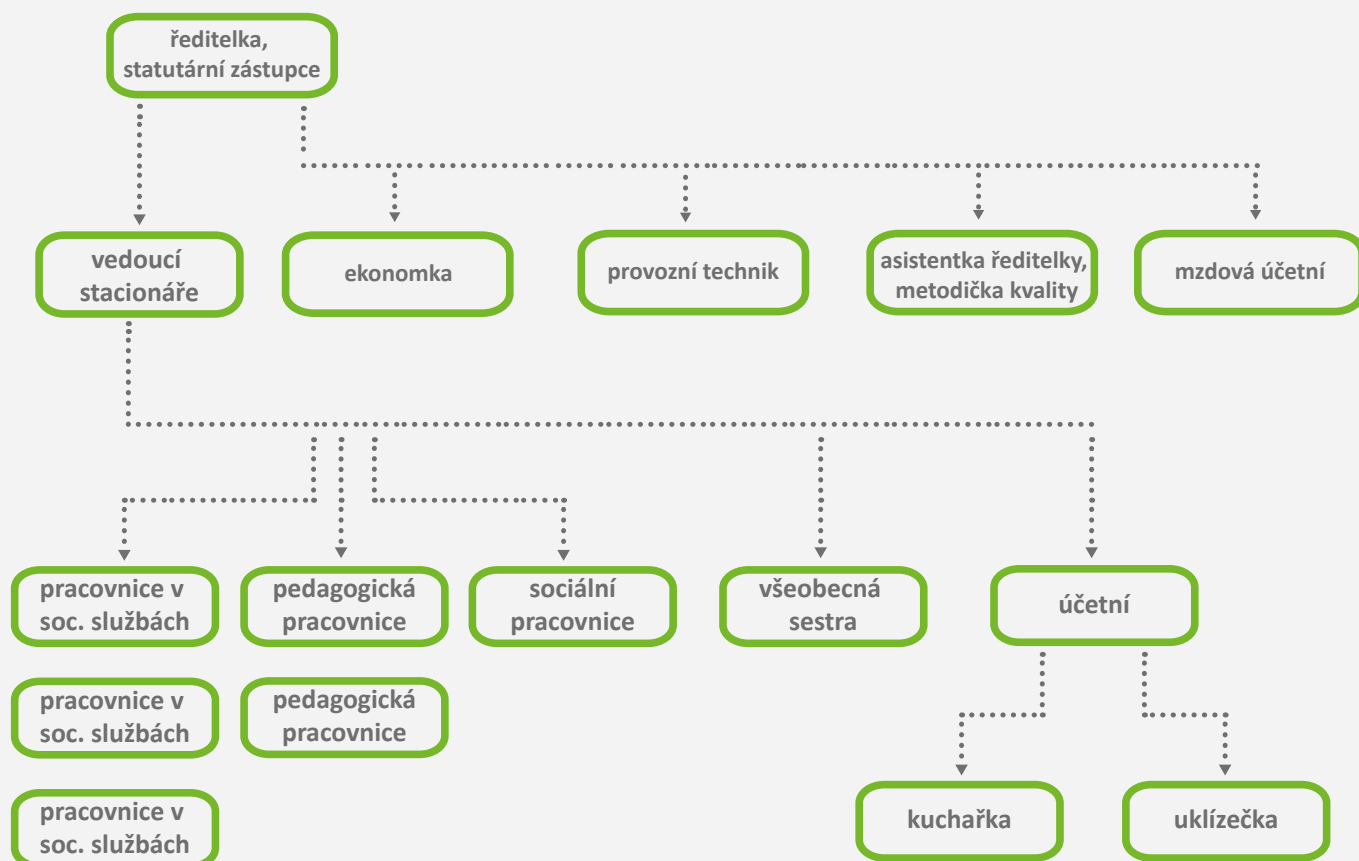 ředitelka,
statutární zástupce
vedoucí
stacionáře
ekonomka
provozní technik
asistentka ředitelky,
metodička kvality
mzdová účetní
pracovnice v
soc. službách
pedagogická
pracovnice
sociální
pracovnice
všeobecná
sestra
účetní
pracovnice v
soc. službách
pedagogická
pracovnice
pracovnice v
soc. službách
kuchařka
uklízečka